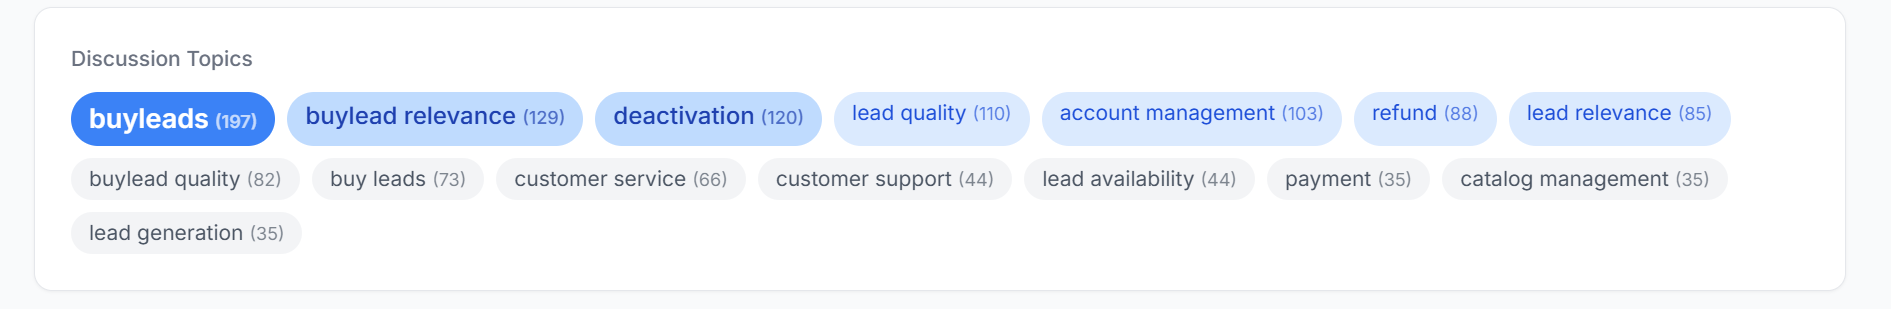 Discussion Topics
buyleads (197) buylead relevance (129) deactivation (120) lead quality (110) account management (103) refund (88) lead relevance (85)
buylead quality (82) buy leads (73) customer service (66) customer support (44) lead availability (44) payment (35) catalog management (35)
lead generation (35)